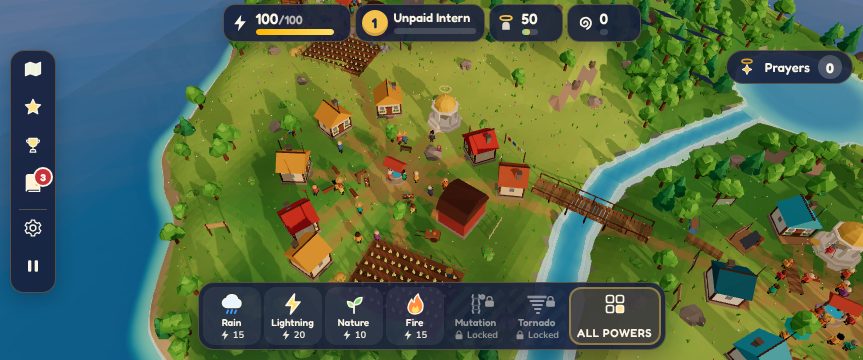 100/100
1
Unpaid Intern
50
0
Prayers 0
3
Rain
15
Lightning
20
Nature
10
Fire
15
Mutation
Locked
Tornado
Locked
ALL POWERS